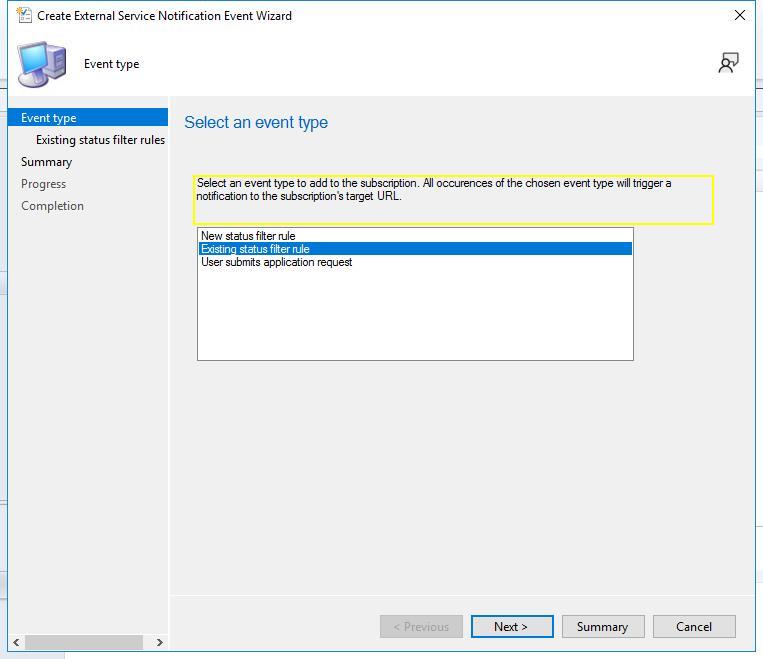 Create External Service Notification Event Wizard
Event type
Event type
Existing status filter rules
Summary
Progress
Completion
Select an event type
Select an event type to add to the subscription. All occurences of the chosen event type will trigger a
notification to the subscription's target URL.
New status filter rule
Existing status filter rule
User submits application request
< Previous
Next >
Summary
Cancel